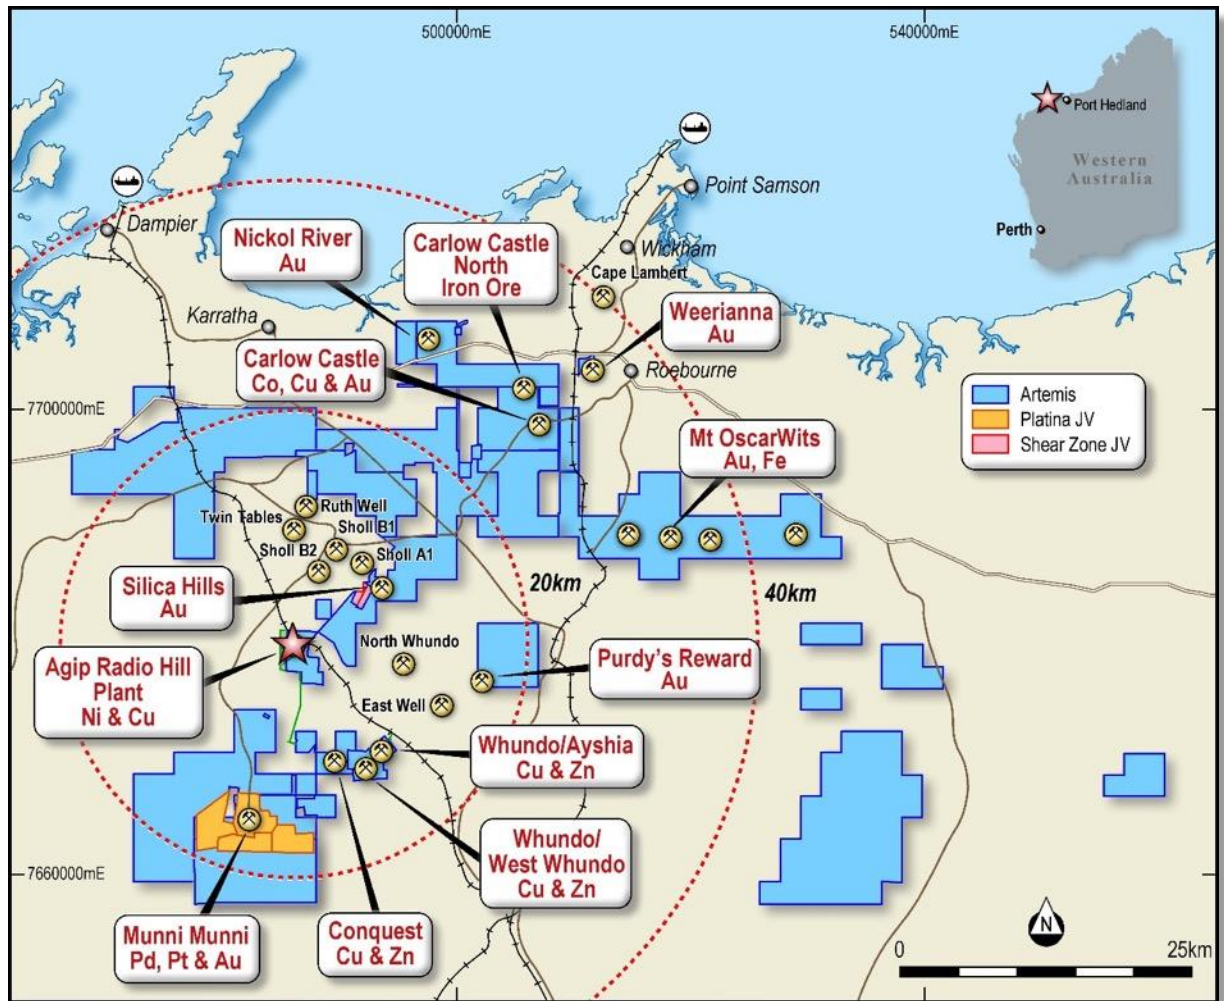 500000mE
540000mE
Port Hedland
Western
Australia
Perth
Point Samson
Dampier
Nickol River
Au
Carlow Castle
North
Iron Ore
Wickham
Cape Lambert
Karratha
Weerianna
Au
Carlow Castle
Co, Cu & Au
Roebourne
7700000mE
Artemis
Platina JV
Shear Zone JV
Mt OscarWits
Au, Fe
Ruth Well
Twin Tables
Sholl B1
Sholl B2
Sholl A1
Silica Hills
Au
20km
40km
North Whundo
Agip Radio Hill
Plant
Ni & Cu
Purdy's Reward
Au
East Well
Whundo/Ayshia
Cu & Zn
Whundo/
West Whundo
Cu & Zn
7660000mE
Munni Munni
Pd, Pt & Au
Conquest
Cu & Zn
N
0
25km